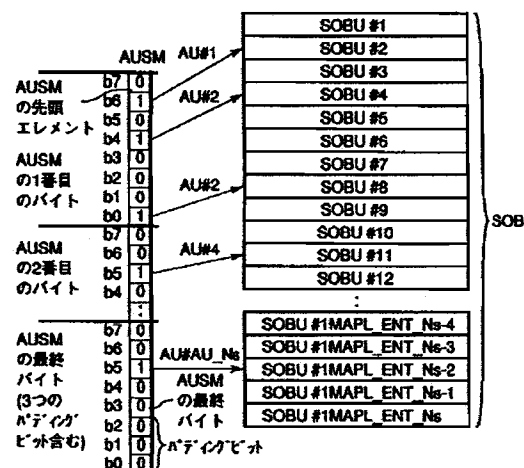 AUSM
AUSM
の先頭
エレメント
AUSM
の1番目
のバイト
b7 0
b6 1
b5 0
b4 1
b3 0
b2 0
b1 0
b0 1
AUSM
の2番目
のバイト
b7 0
b6 0
b5 1
b4 0
:
AUSM
の最終
バイト
(3つの
パディング
ビット含む)
b7 0
b6 0
b5 1
b4 0
b3 0
b2 0
b1 0
b0 0
AU#1
AU#2
AU#2
AU#4
AU#AU_Ns
AUSM
の最終
バイト
パディングビット
SOBU #1
SOBU #2
SOBU #3
SOBU #4
SOBU #5
SOBU #6
SOBU #7
SOBU #8
SOBU #9
SOBU #10
SOBU #11
SOBU #12
:
SOBU #1MAPL_ENT_Ns-4
SOBU #1MAPL_ENT_Ns-3
SOBU #1MAPL_ENT_Ns-2
SOBU #1MAPL_ENT_Ns-1
SOBU #1MAPL_ENT_Ns
SOB